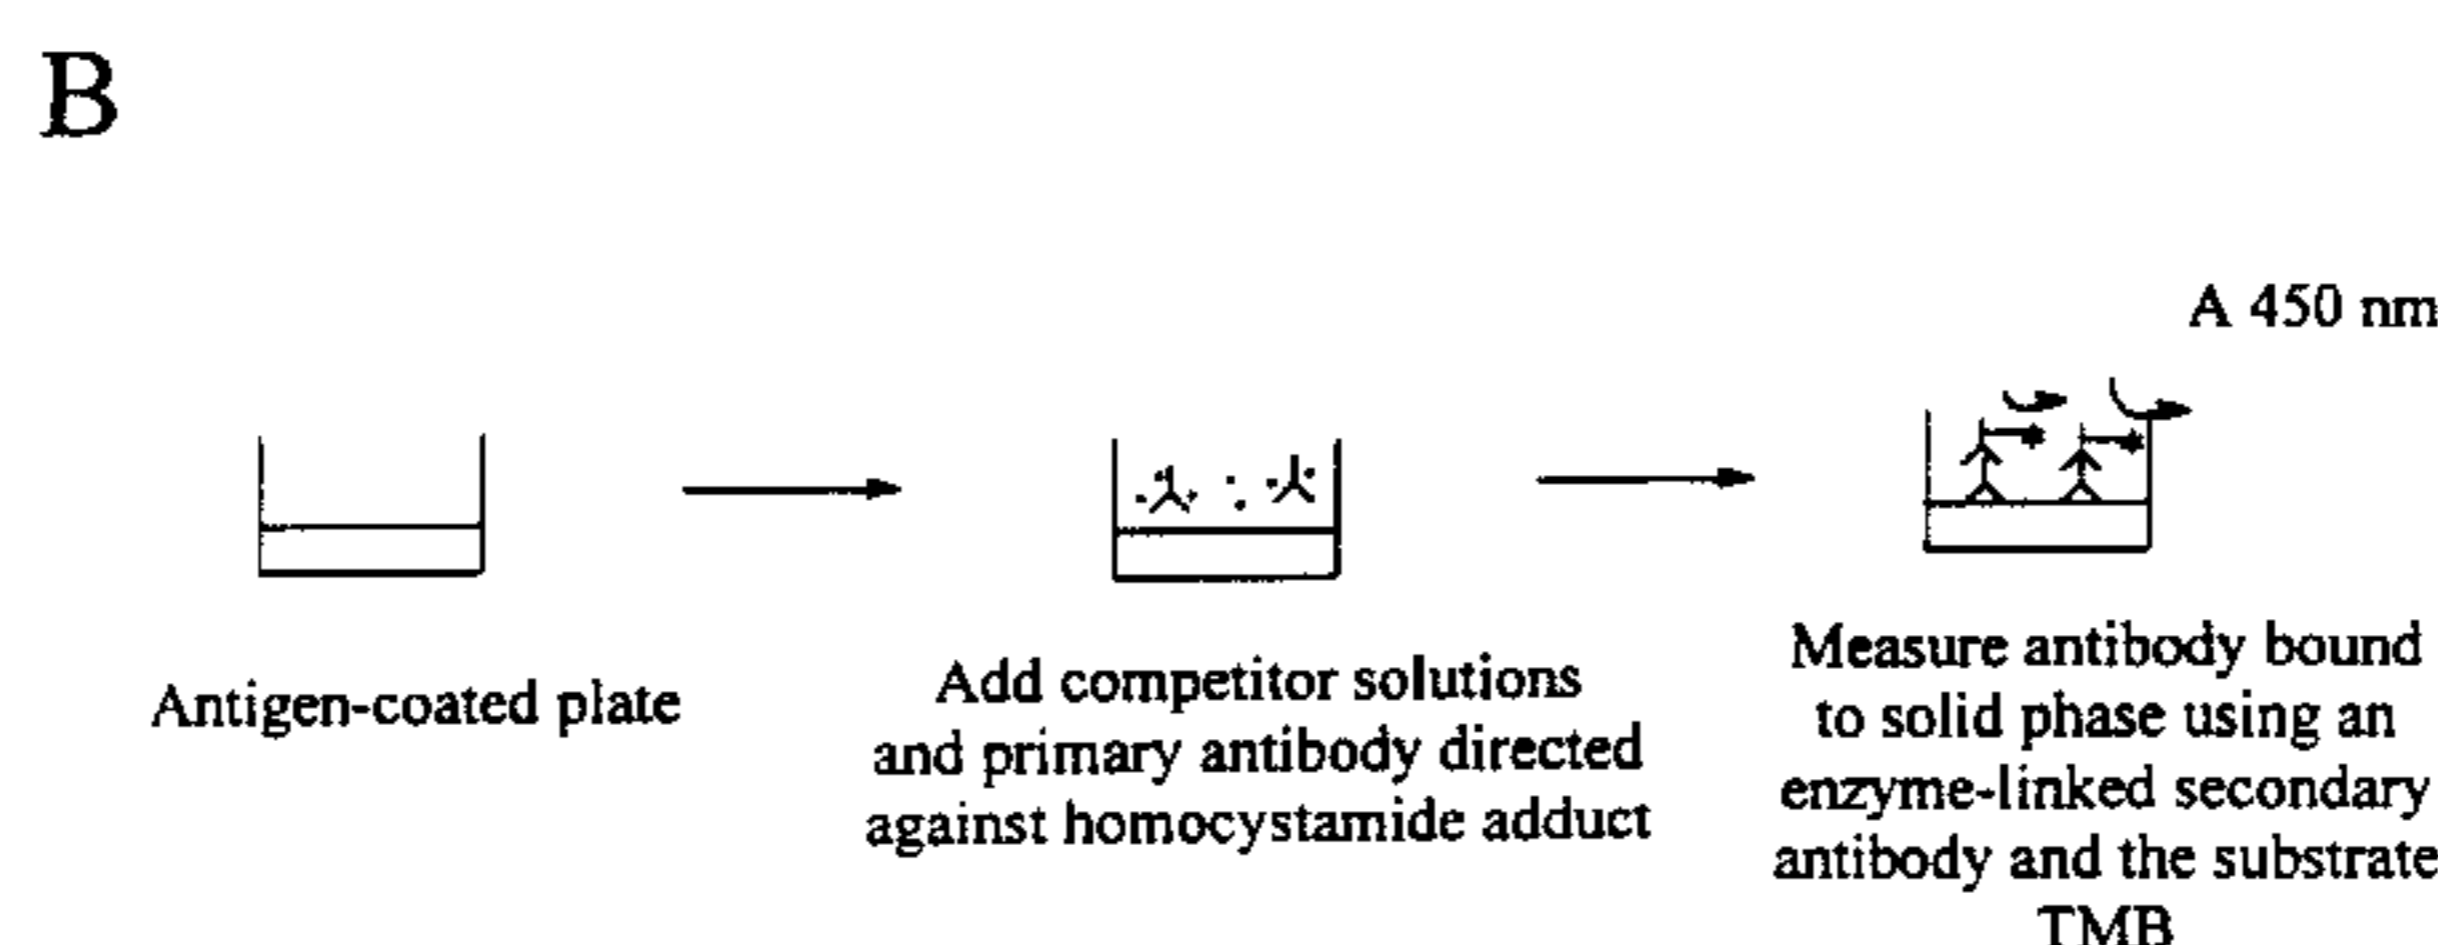 B
A 450 nm
Antigen-coated plate
Add competitor solutions
and primary antibody directed
against homocystamide adduct
Measure antibody bound
to solid phase using an
enzyme-linked secondary
antibody and the substrate
TMB